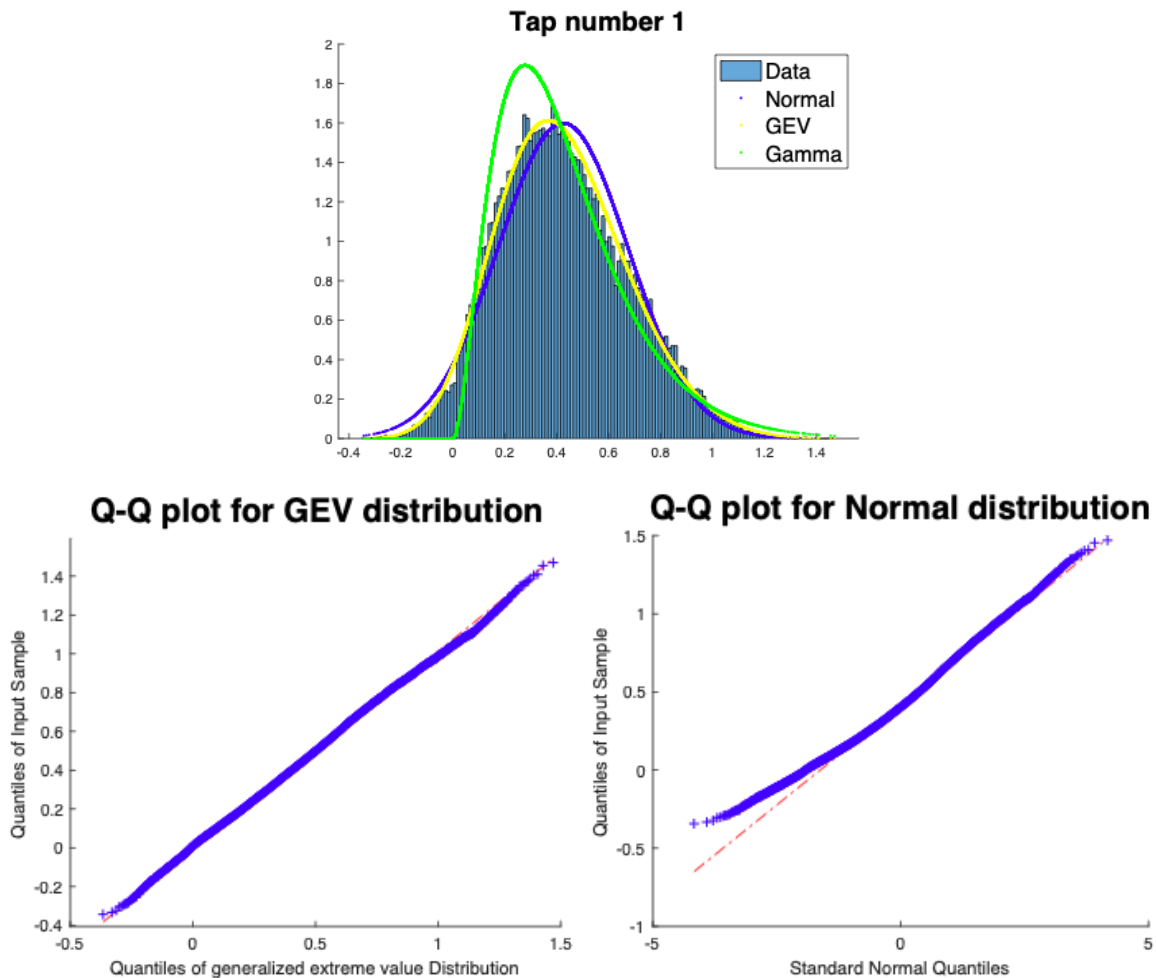 Tap number 1
2
1.8
1.6
1.4
1.2
1
0.8
0.6
0.4
0.2
0
-0.4 -0.2 0 0.2 0.4 0.6 0.8 1 1.2 1.4
Data
Normal
GEV
Gamma
Q-Q plot for GEV distribution
Quantiles of Input Sample
1.4
1.2
1
0.8
0.6
0.4
0.2
0
-0.2
-0.4
-0.5 0 0.5 1 1.5
Quantiles of generalized extreme value Distribution
Q-Q plot for Normal distribution
Quantiles of Input Sample
1.5
1
0.5
0
-0.5
-1
-5 0 5
Standard Normal Quantiles